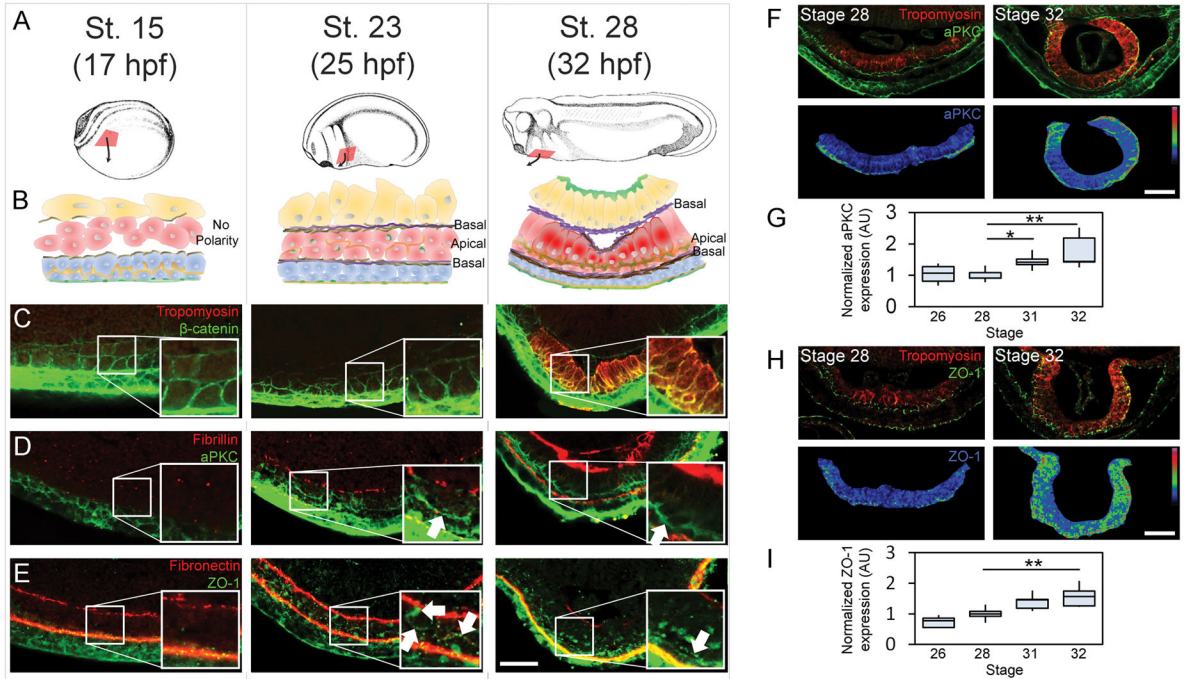 A
St. 15
(17 hpf)
St. 23
(25 hpf)
St. 28
(32 hpf)
B
No
Polarity
Basal
Apical
Basal
Basal
Apical
Basal
C
Tropomyosin
β-catenin
D
Fibrillin
aPKC
E
Fibronectin
ZO-1
F
Stage 28
Tropomyosin
aPKC
Stage 32
aPKC
G
Normalized aPKC
expression (AU)
3
2
1
0
*
**
26 28 31 32
Stage
H
Stage 28
Tropomyosin
ZO-1
Stage 32
ZO-1
I
Normalized ZO-1
expression (AU)
3
2
1
0
**
26 28 31 32
Stage